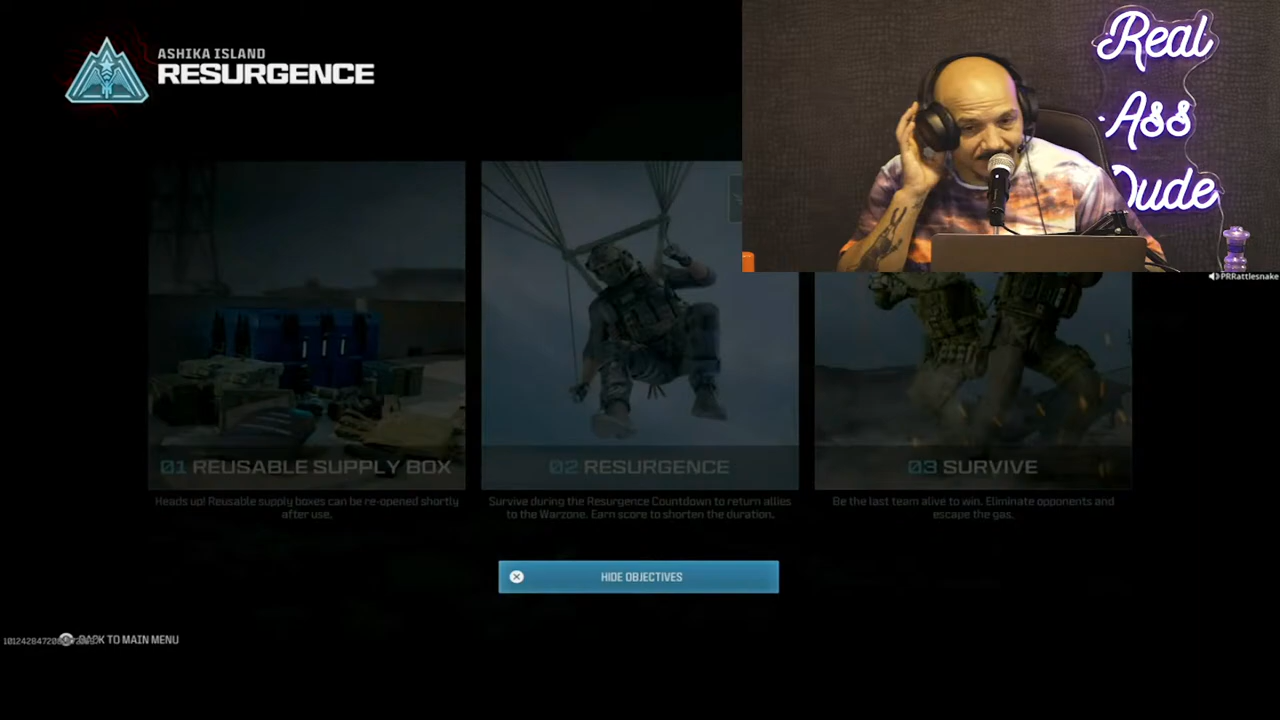 ASHIKA ISLAND
RESURGENCE
Real
Ass
Dude
PRRattlesnake
01 REUSABLE SUPPLY BOX
Heads up! Reusable supply boxes can be re-opened shortly
after use.
02 RESURGENCE
Survive during the Resurgence Countdown to return allies
to the Warzone. Earn score to shorten the duration.
03 SURVIVE
Be the last team alive to win. Eliminate opponents and
escape the gas.
HIDE OBJECTIVES
BACK TO MAIN MENU